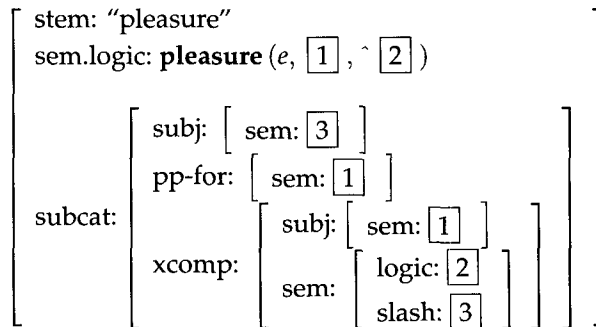 stem: “pleasure”
sem.logic: pleasure (e, 1 , ^ 2 )
subj: [ sem: 3 ]
pp-for: [ sem: 1 ]
subcat:
subj: [ sem: 1 ]
xcomp:
logic: 2
sem:
slash: 3